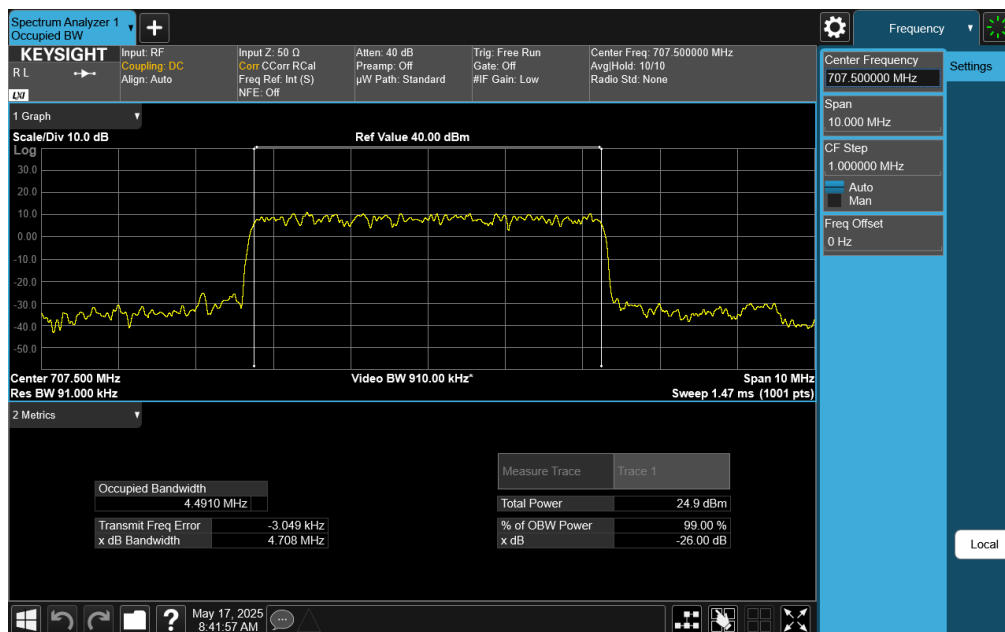 Spectrum Analyzer 1
Occupied BW
Frequency
KEYSIGHT
R L
LXI
Input: RF
Coupling: DC
Align: Auto
Input Z: 50 Ω
Corr CCorr RCal
Freq Ref: Int (S)
NFE: Off
Atten: 40 dB
Preamp: Off
µW Path: Standard
Trig: Free Run
Gate: Off
#IF Gain: Low
Center Freq: 707.500000 MHz
Avg|Hold: 10/10
Radio Std: None
Center Frequency
707.500000 MHz
Settings
Span
10.000 MHz
CF Step
1.000000 MHz
Auto
Man
Freq Offset
0 Hz
Local
1 Graph
Scale/Div 10.0 dB
Ref Value 40.00 dBm
Log
30.0
20.0
10.0
0.00
-10.0
-20.0
-30.0
-40.0
-50.0
Center 707.500 MHz
Video BW 910.00 kHz*
Span 10 MHz
Res BW 91.000 kHz
Sweep 1.47 ms (1001 pts)
2 Metrics
Measure Trace
Trace 1
Occupied Bandwidth
4.4910 MHz
Total Power
24.9 dBm
Transmit Freq Error
-3.049 kHz
% of OBW Power
99.00 %
x dB Bandwidth
4.708 MHz
x dB
-26.00 dB
?
May 17, 2025
8:41:57 AM